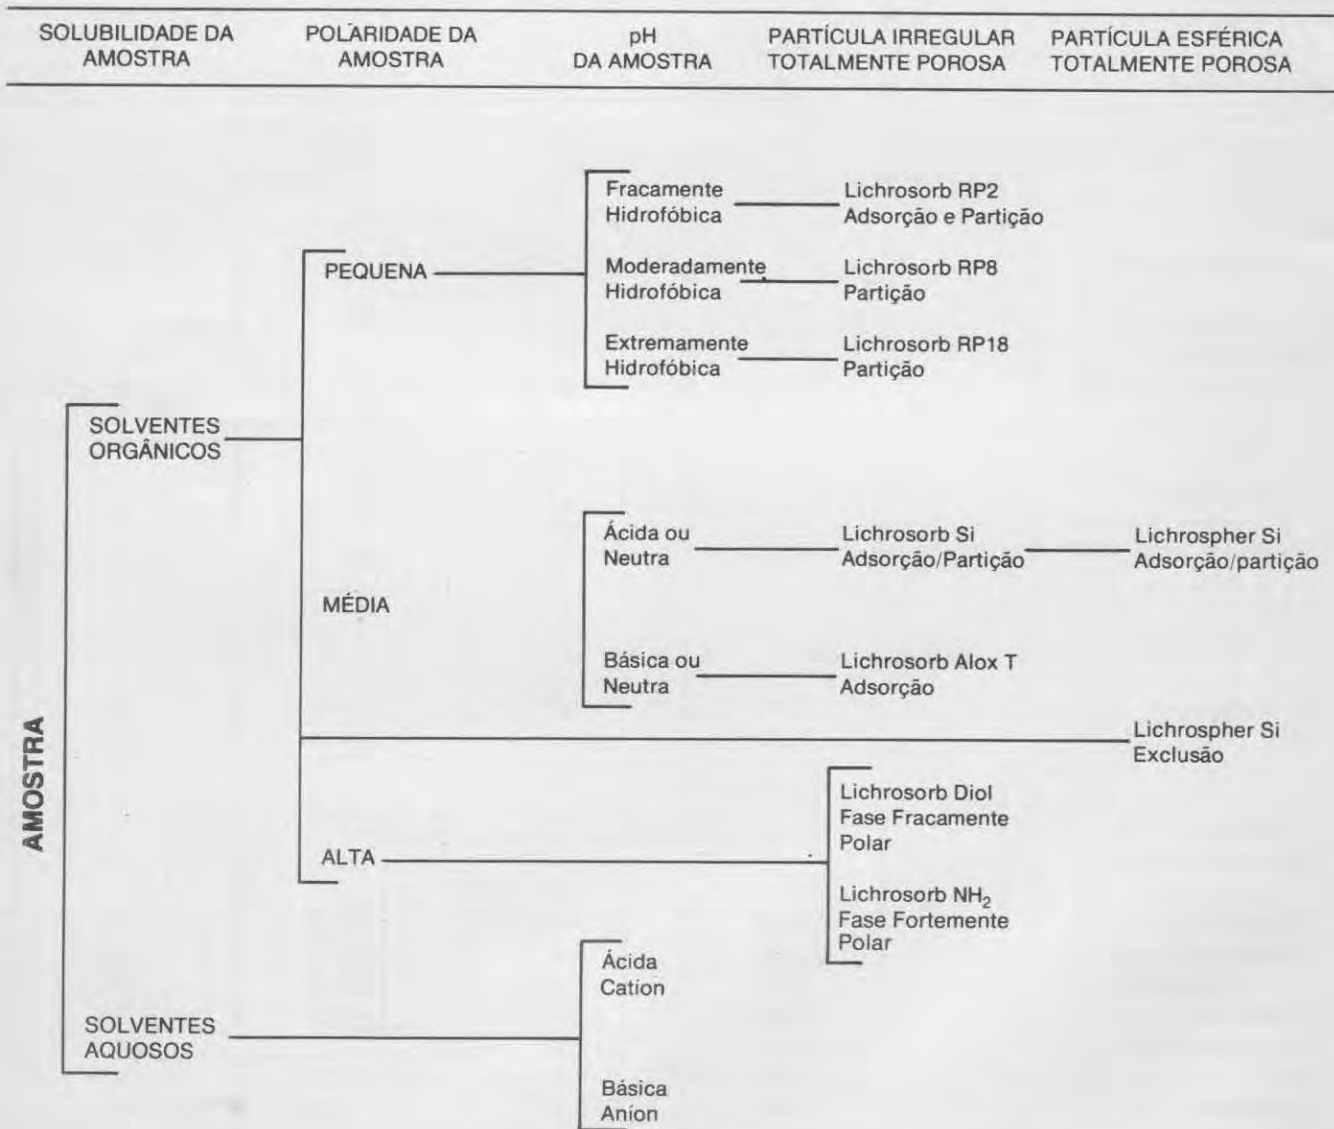 SOLUBILIDADE DA
AMOSTRA
POLARIDADE DA
AMOSTRA
pH
DA AMOSTRA
PARTÍCULA IRREGULAR
TOTALMENTE POROSA
PARTÍCULA ESFÉRICA
TOTALMENTE POROSA
AMOSTRA
SOLVENTES
ORGÂNICOS
PEQUENA
Fracamente
Hidrofóbica
Lichrosorb RP2
Adsorção e Partição
Moderadamente
Hidrofóbica
Lichrosorb RP8
Partição
Extremamente
Hidrofóbica
Lichrosorb RP18
Partição
MÉDIA
Ácida ou
Neutra
Lichrosorb Si
Adsorção/Partição
Lichrospher Si
Adsorção/partição
Básica ou
Neutra
Lichrosorb Alox T
Adsorção
Lichrospher Si
Exclusão
ALTA
Lichrosorb Diol
Fase Fracamente
Polar
Lichrosorb NH₂
Fase Fortemente
Polar
SOLVENTES
AQUOSOS
Ácida
Cation
Básica
Aníon